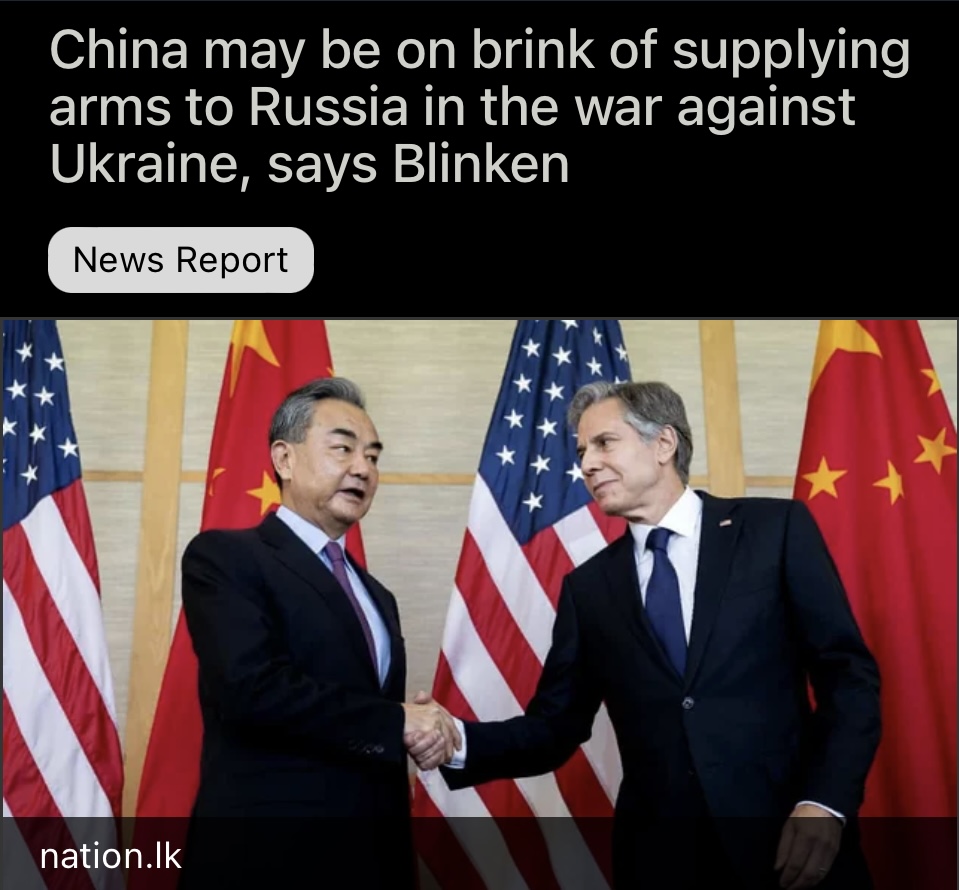 China may be on brink of supplying
arms to Russia in the war against
Ukraine, says Blinken
News Report
nation.lk